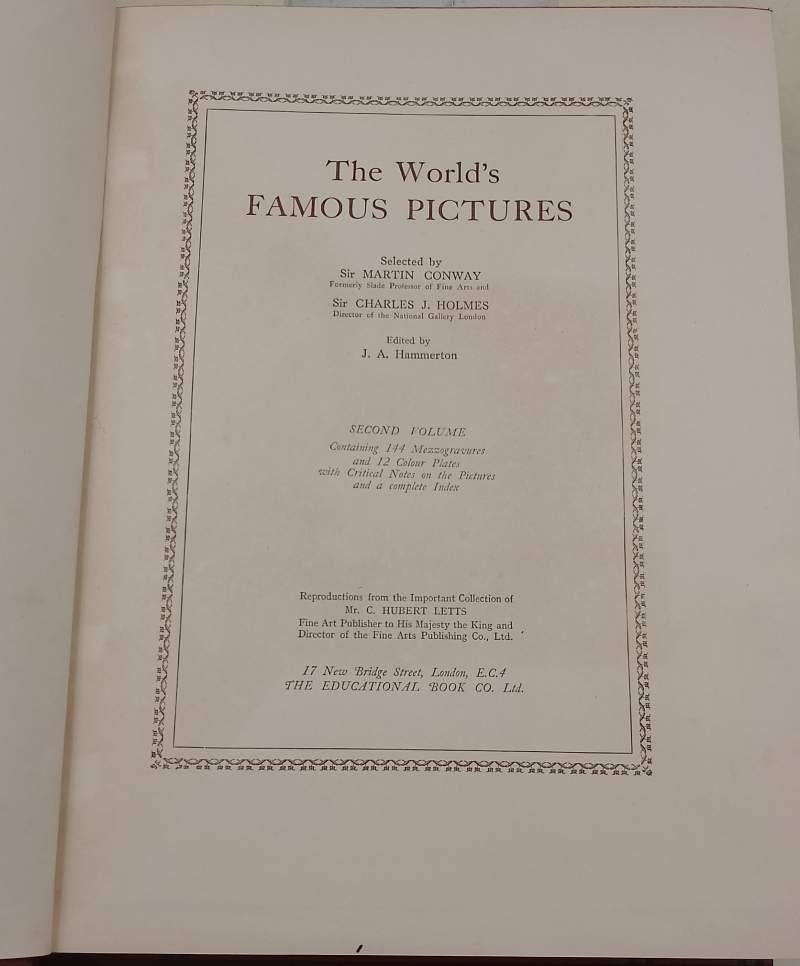 The World's
FAMOUS PICTURES
Selected by
Sir MARTIN CONWAY
Formerly Slade Professor of Fine Arts and
Sir CHARLES J. HOLMES
Director of the National Gallery London
Edited by
J. A. Hammerton
SECOND VOLUME
Containing 144 Mezzogravures
and 12 Colour Plates
with Critical Notes on the Pictures
and a complete Index
Reproductions from the Important Collection of
Mr. C. HUBERT LETTS
Fine Art Publisher to His Majesty the King and
Director of the Fine Arts Publishing Co., Ltd.
17 New Bridge Street, London, E.C.4
THE EDUCATIONAL BOOK CO. Ltd.